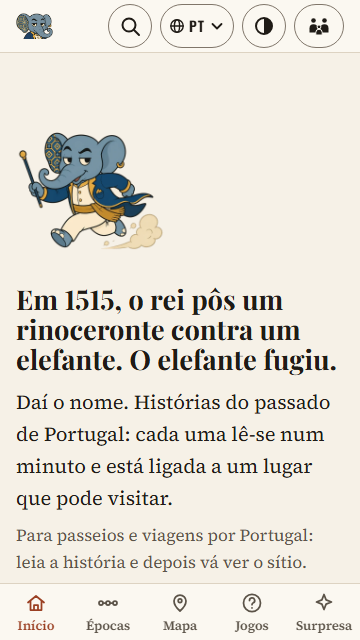 PT
Em 1515, o rei pôs um
rinoceronte contra um
elefante. O elefante fugiu.
Daí o nome. Histórias do passado
de Portugal: cada uma lê-se num
minuto e está ligada a um lugar
que pode visitar.
Para passeios e viagens por Portugal:
leia a história e depois vá ver o sítio.
Início
Épocas
Mapa
Jogos
Surpresa